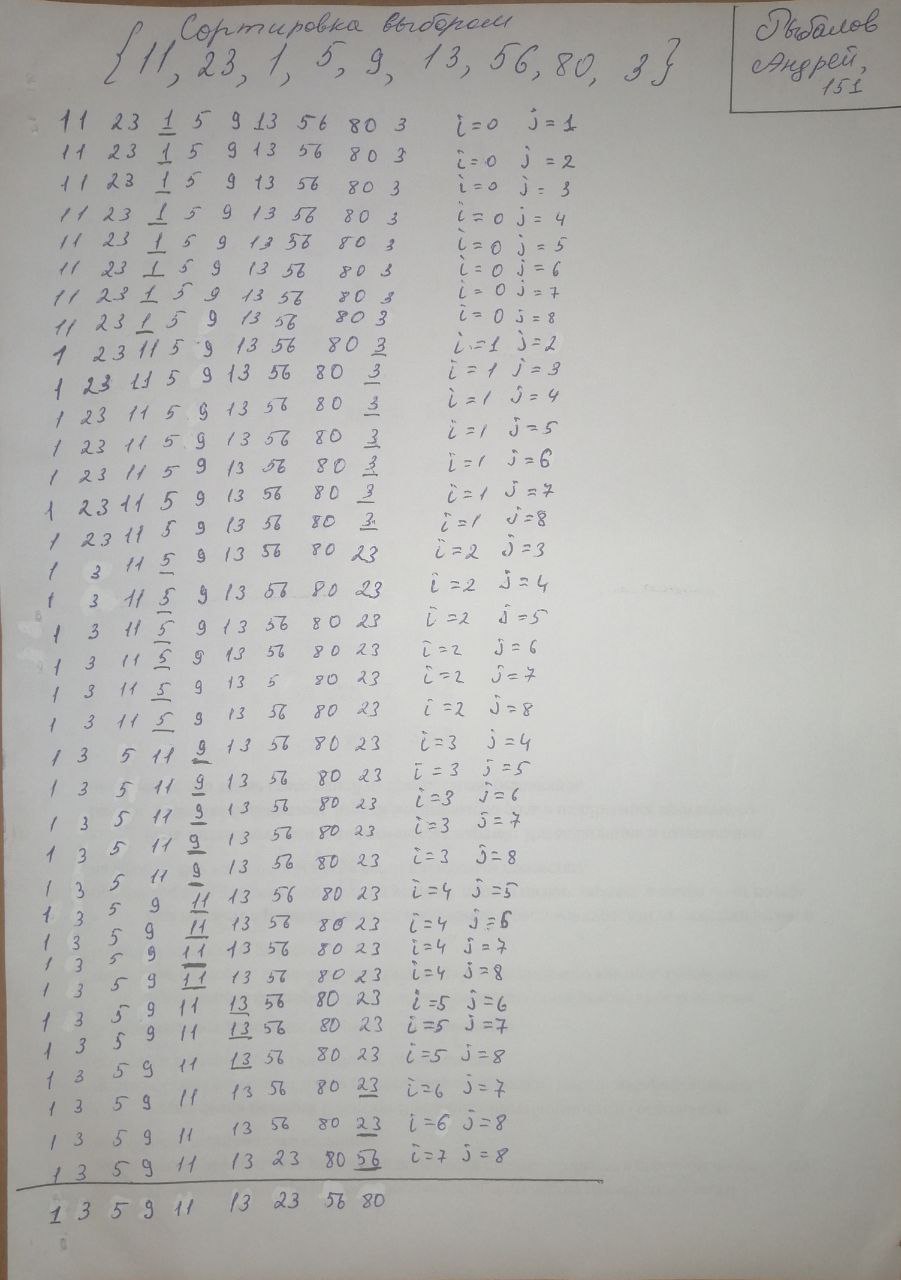 Сортировка выбором
{11, 23, 1, 5, 9, 13, 56, 80, 3}
Рыбалов
Андрей,
151
11 23 1 5 9 13 56 80 3 i=0 j=1
11 23 1 5 9 13 56 80 3 i=0 j=2
11 23 1 5 9 13 56 80 3 i=0 j=3
11 23 1 5 9 13 56 80 3 i=0 j=4
11 23 1 5 9 13 56 80 3 i=0 j=5
11 23 1 5 9 13 56 80 3 i=0 j=6
11 23 1 5 9 13 56 80 3 i=0 j=7
11 23 1 5 9 13 56 80 3 i=0 j=8
1 23 11 5 9 13 56 80 3 i=1 j=2
1 23 11 5 9 13 56 80 3 i=1 j=3
1 23 11 5 9 13 56 80 3 i=1 j=4
1 23 11 5 9 13 56 80 3 i=1 j=5
1 23 11 5 9 13 56 80 3 i=1 j=6
1 23 11 5 9 13 56 80 3 i=1 j=7
1 23 11 5 9 13 56 80 3 i=1 j=8
1 3 11 5 9 13 56 80 23 i=2 j=3
1 3 11 5 9 13 56 80 23 i=2 j=4
1 3 11 5 9 13 56 80 23 i=2 j=5
1 3 11 5 9 13 56 80 23 i=2 j=6
1 3 11 5 9 13 5 80 23 i=2 j=7
1 3 11 5 9 13 56 80 23 i=2 j=8
1 3 5 11 9 13 56 80 23 i=3 j=4
1 3 5 11 9 13 56 80 23 i=3 j=5
1 3 5 11 9 13 56 80 23 i=3 j=6
1 3 5 11 9 13 56 80 23 i=3 j=7
1 3 5 11 9 13 56 80 23 i=3 j=8
1 3 5 9 11 13 56 80 23 i=4 j=5
1 3 5 9 11 13 56 80 23 i=4 j=6
1 3 5 9 11 13 56 80 23 i=4 j=7
1 3 5 9 11 13 56 80 23 i=4 j=8
1 3 5 9 11 13 56 80 23 i=5 j=6
1 3 5 9 11 13 56 80 23 i=5 j=7
1 3 5 9 11 13 56 80 23 i=5 j=8
1 3 5 9 11 13 56 80 23 i=6 j=7
1 3 5 9 11 13 56 80 23 i=6 j=8
1 3 5 9 11 13 23 80 56 i=7 j=8
1 3 5 9 11 13 23 56 80